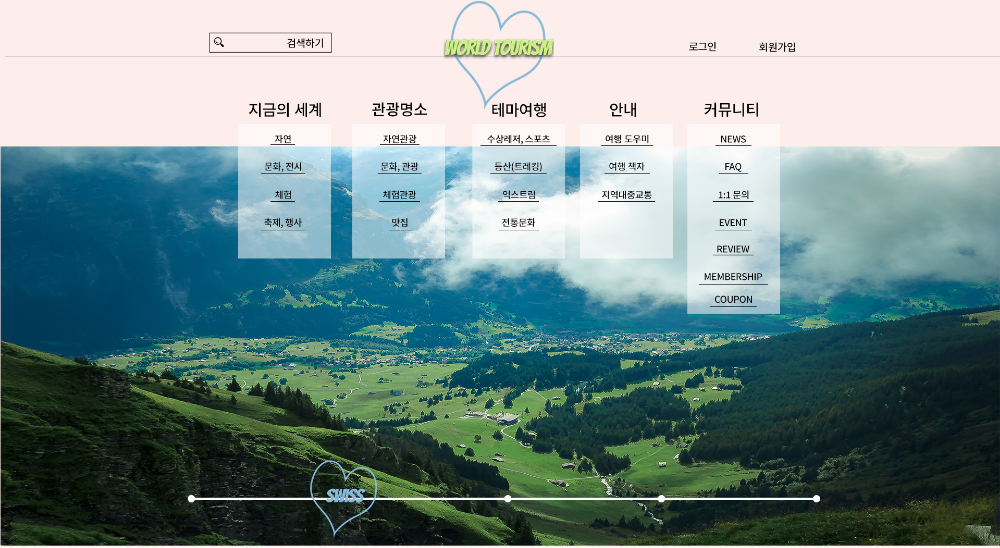 검색하기
WORLD TOURISM
로그인
회원가입
지금의 세계
자연
문화, 전시
체험
축제, 행사
관광명소
자연관광
문화, 관광
체험관광
맛집
테마여행
수상레져, 스포츠
등산(트레킹)
익스트림
전통문화
안내
여행 도우미
여행 책자
지역대중교통
커뮤니티
NEWS
FAQ
1:1 문의
EVENT
REVIEW
MEMBERSHIP
COUPON
SWISS